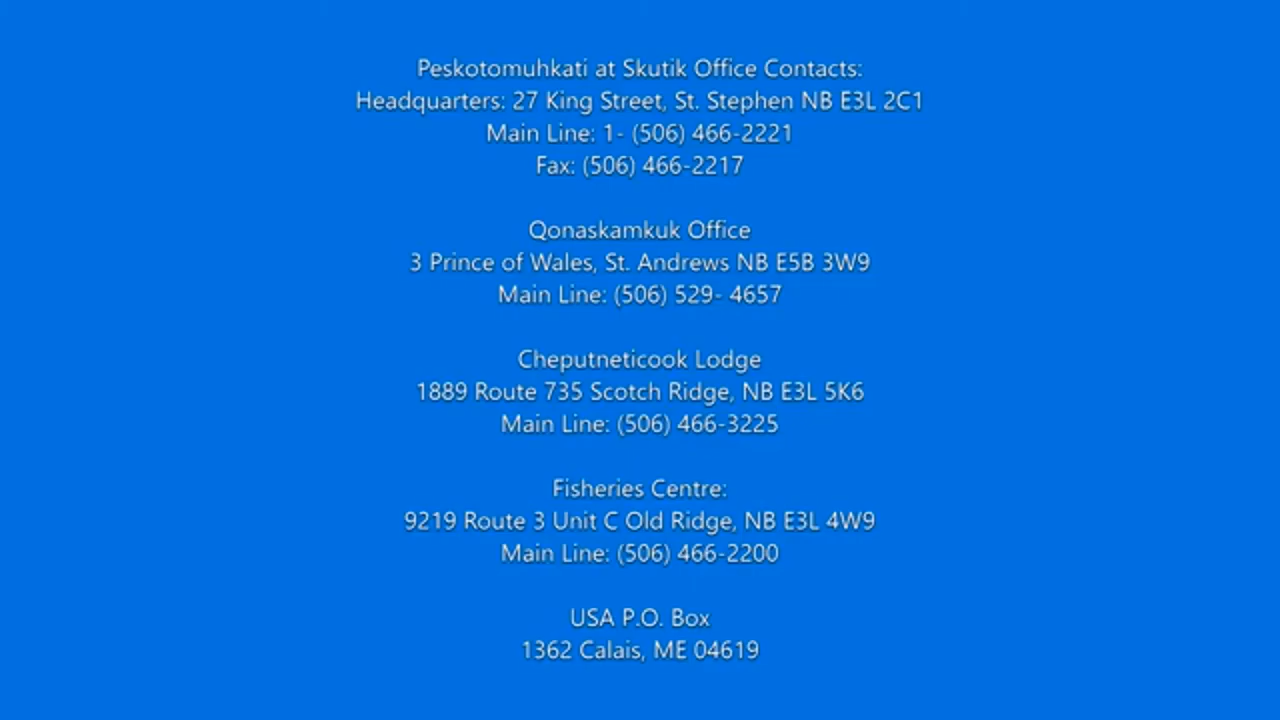 Peskotomuhkati at Skutik Office Contacts:
Headquarters: 27 King Street, St. Stephen NB E3L 2C1
Main Line: 1- (506) 466-2221
Fax: (506) 466-2217
Qonaskamkuk Office
3 Prince of Wales, St. Andrews NB E5B 3W9
Main Line: (506) 529- 4657
Cheputneticook Lodge
1889 Route 735 Scotch Ridge, NB E3L 5K6
Main Line: (506) 466-3225
Fisheries Centre:
9219 Route 3 Unit C Old Ridge, NB E3L 4W9
Main Line: (506) 466-2200
USA P.O. Box
1362 Calais, ME 04619